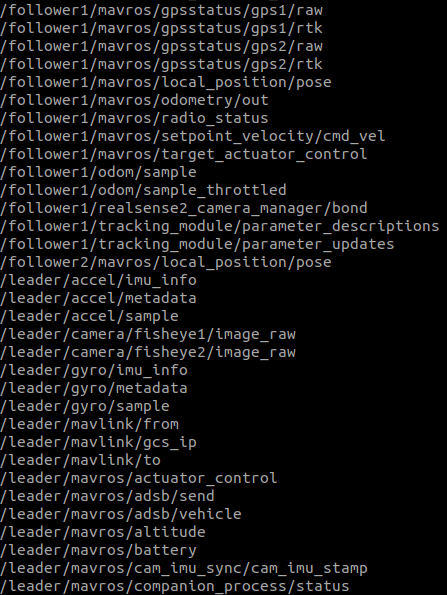 /follower1/mavros/gpsstatus/gps1/raw
/follower1/mavros/gpsstatus/gps1/rtk
/follower1/mavros/gpsstatus/gps2/raw
/follower1/mavros/gpsstatus/gps2/rtk
/follower1/mavros/local_position/pose
/follower1/mavros/odometry/out
/follower1/mavros/radio_status
/follower1/mavros/setpoint_velocity/cmd_vel
/follower1/mavros/target_actuator_control
/follower1/odom/sample
/follower1/odom/sample_throttled
/follower1/realsense2_camera_manager/bond
/follower1/tracking_module/parameter_descriptions
/follower1/tracking_module/parameter_updates
/follower2/mavros/local_position/pose
/leader/accel/imu_info
/leader/accel/metadata
/leader/accel/sample
/leader/camera/fisheye1/image_raw
/leader/camera/fisheye2/image_raw
/leader/gyro/imu_info
/leader/gyro/metadata
/leader/gyro/sample
/leader/mavlink/from
/leader/mavlink/gcs_ip
/leader/mavlink/to
/leader/mavros/actuator_control
/leader/mavros/adsb/send
/leader/mavros/adsb/vehicle
/leader/mavros/altitude
/leader/mavros/battery
/leader/mavros/cam_imu_sync/cam_imu_stamp
/leader/mavros/companion_process/status